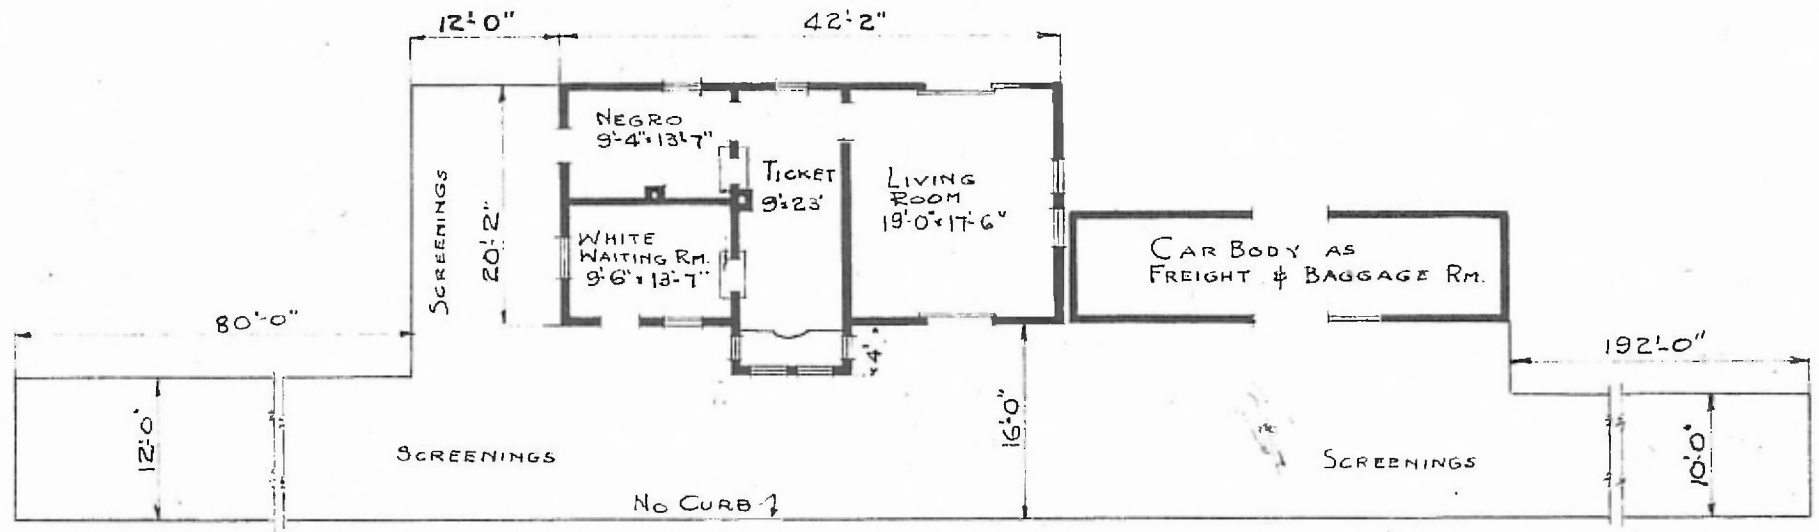 12'-0"
42'-2"
NEGRO
9'-4" x 13'-7"
TICKET
9' x 23'
LIVING
ROOM
19'-0" x 17'-6"
SCREENINGS
20'-2"
WHITE
WAITING RM.
9'-6" x 13'-7"
CAR BODY AS
FREIGHT & BAGGAGE RM.
80'-0"
4'
192'-0"
12'-0"
16'-0"
10'-0"
SCREENINGS
SCREENINGS
NO CURB